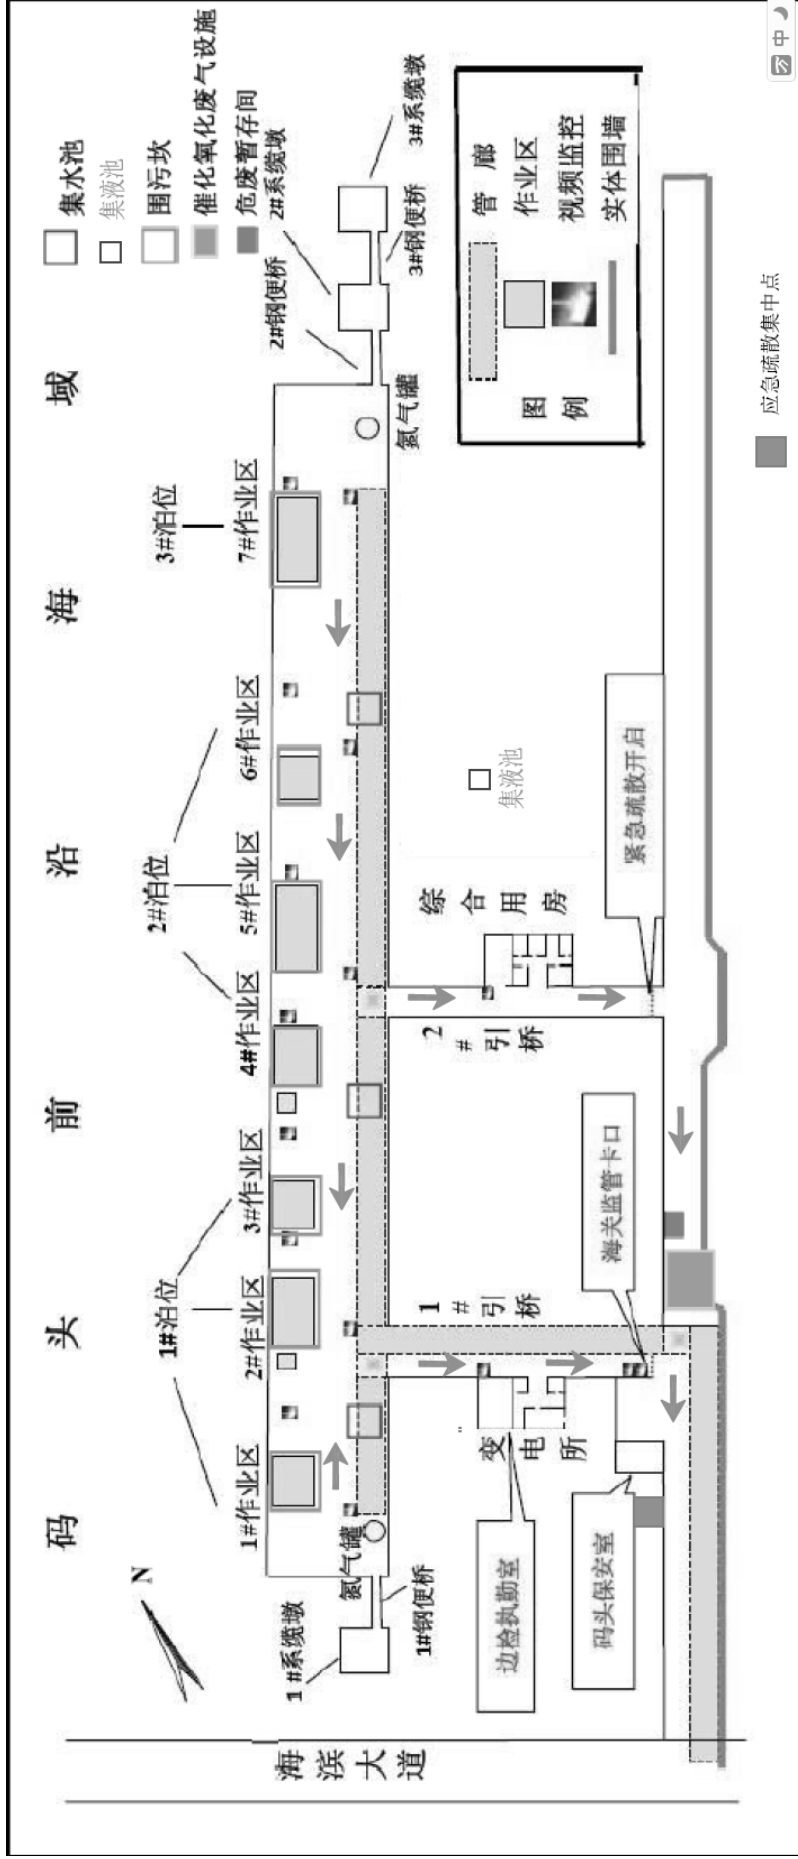 码头前沿海域
集水池
集液池
围污坎
催化氧化废气设施
危废暂存间
1#泊位
2#泊位
3#泊位
1#作业区
2#作业区
3#作业区
4#作业区
5#作业区
6#作业区
7#作业区
1#系缆墩
1#钢便桥
氮气罐
氮气罐
2#钢便桥
2#系缆墩
3#钢便桥
3#系缆墩
N
海滨大道
1#引桥
2#引桥
变电所
综合用房
集液池
边检执勤室
码头保安室
海关监管卡口
紧急疏散开启
图例
管廊
作业区
视频监控
实体围墙
应急疏散集中点
中